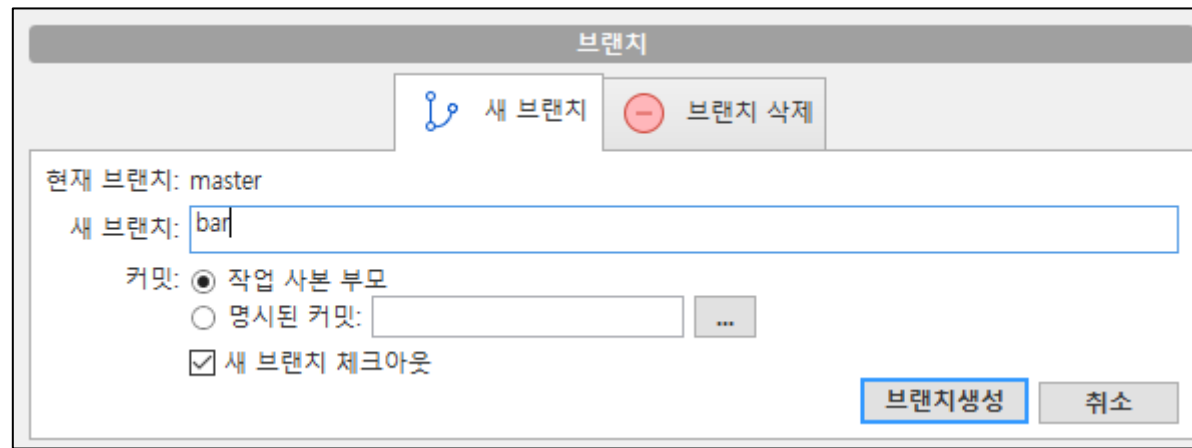 브랜치
새 브랜치 브랜치 삭제
현재 브랜치: master
새 브랜치: bar
커밋: 작업 사본 부모
명시된 커밋: ...
새 브랜치 체크아웃
브랜치생성 취소